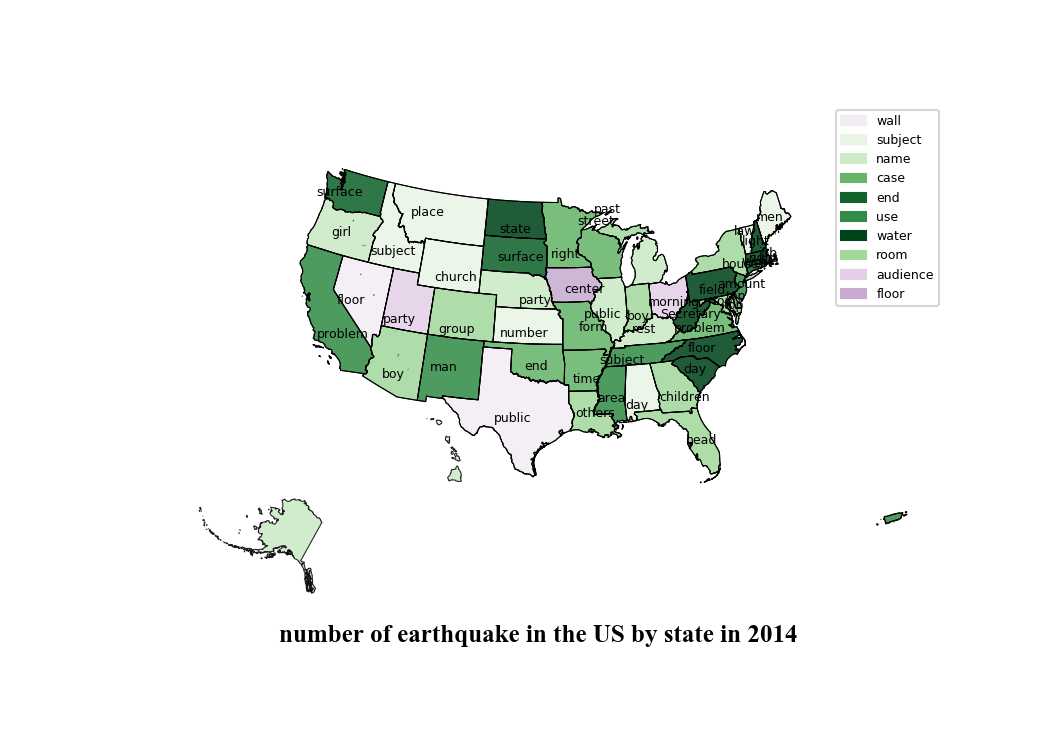 wall
subject
name
case
end
use
water
room
audience
floor
surface
place
state
past
street
men
girl
subject
surface
right
law
light
house
church
center
field
amount
floor
party
party
morning
public
boy
Secretary
problem
group
number
form
rest
problem
floor
boy
man
end
time
subject
day
area
day
children
public
others
head
number of earthquake in the US by state in 2014